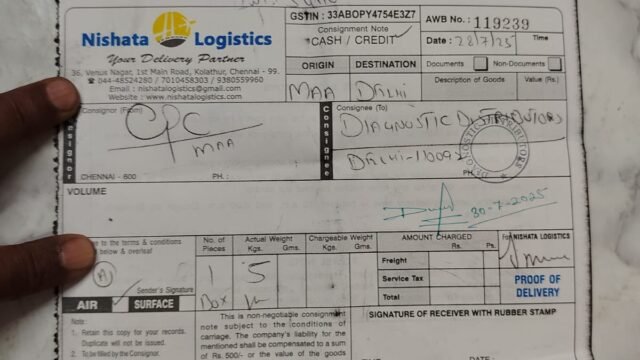 GSTIN : 33ABOPY4754E3Z7
AWB No. : 119239
Nishata Logistics
Your Delivery Partner
36, Venus Nagar, 1st Main Road, Kolathur, Chennai - 99.
☎ 044-48524280 / 7010458303 / 9380559960
Email : nishatalogistics@gmail.com
Website : www.nishatalogistics.com
Consignment Note
CASH / CREDIT
Date : 28/7/25
Time
ORIGIN
DESTINATION
MAA
DELHI
Documents
Non-Documents
Description of Goods
Value (Rs.)
Consignor
Consignor (From)
CPC
MAA
CHENNAI - 600
PH. :
Consignee
Consignee (To)
DIAGNOSTIC DISTRIBUTORS
DELHI-11009
PH
VOLUME
30-7-2025
to the terms & conditions
below & overleaf
Sender's Signature
AIR
SURFACE
No. of Pieces
1
Box
Actual Weight
Kgs. Gms.
5
Chargeable Weight
Kgs. Gms.
AMOUNT CHARGED
Rs. Ps.
Freight
Service Tax
Total
For NISHATA LOGISTICS
PROOF OF
DELIVERY
Note :
1. Retain this copy for your records.
Duplicate will not be issued.
2. To be filled by the Consignor.
This is non-negotiable consignment
note subject to the conditions of
carriage. The company's liability for
mentioned shall be compensated to a sum
of Rs. 500/- or the value of the goods
SIGNATURE OF RECEIVER WITH RUBBER STAMP